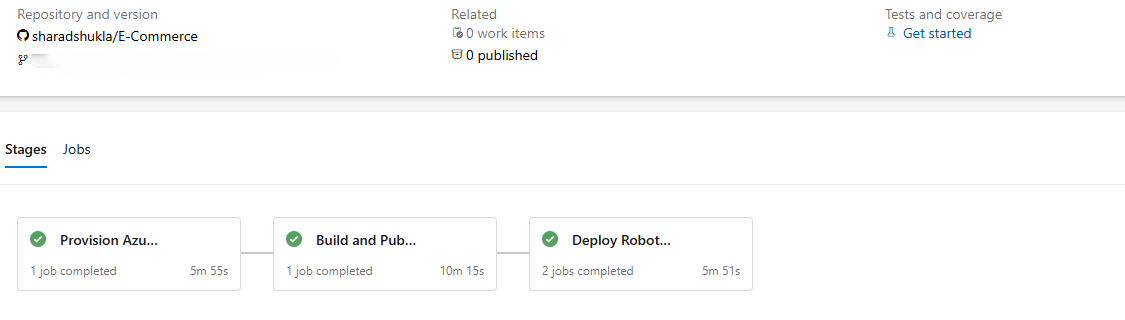 Repository and version
sharadshukla/E-Commerce
Related
0 work items
0 published
Tests and coverage
Get started
Stages Jobs
Provision Azu...
1 job completed 5m 55s
Build and Pub...
1 job completed 10m 15s
Deploy Robot...
2 jobs completed 5m 51s